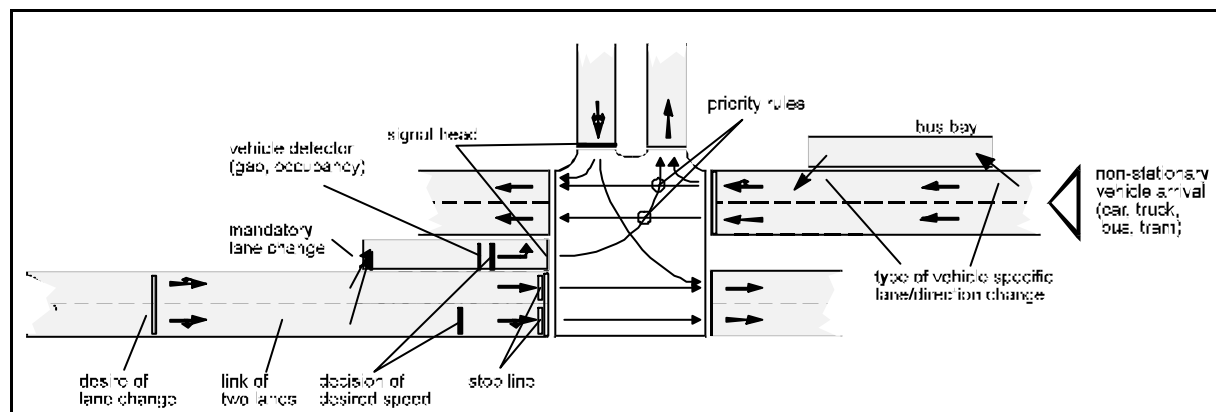 priority rules
bus bay
signal head
vehicle detector
(gap, occupancy)
non-stationary
vehicle arrival
(car, truck,
bus, tram)
mandatory
lane change
type of vehicle specific
lane/direction change
desire of
lane change
link of
two lanes
decision of
desired speed
stop line